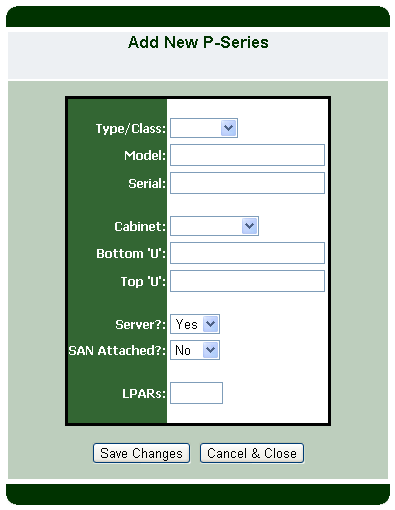 Add New P-Series
Type/Class:
Model:
Serial:
Cabinet:
Bottom 'U':
Top 'U':
Server?: Yes
SAN Attached?: No
LPARs:
Save Changes Cancel & Close